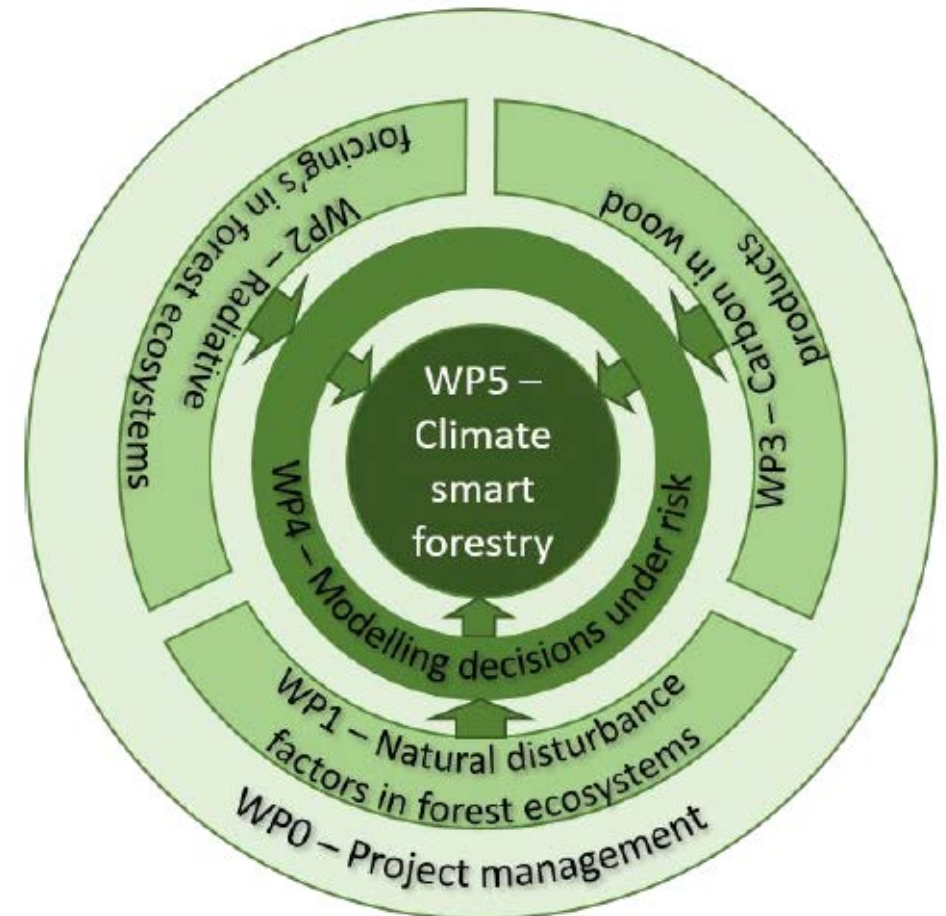 WP5 –
Climate
smart
forestry
WP4 – Modelling decisions under risk
WP1 – Natural disturbance
factors in forest ecosystems
WP2 – Radiative
forcing's in forest ecosystems
WP3 – Carbon in wood
products
WP0 – Project management